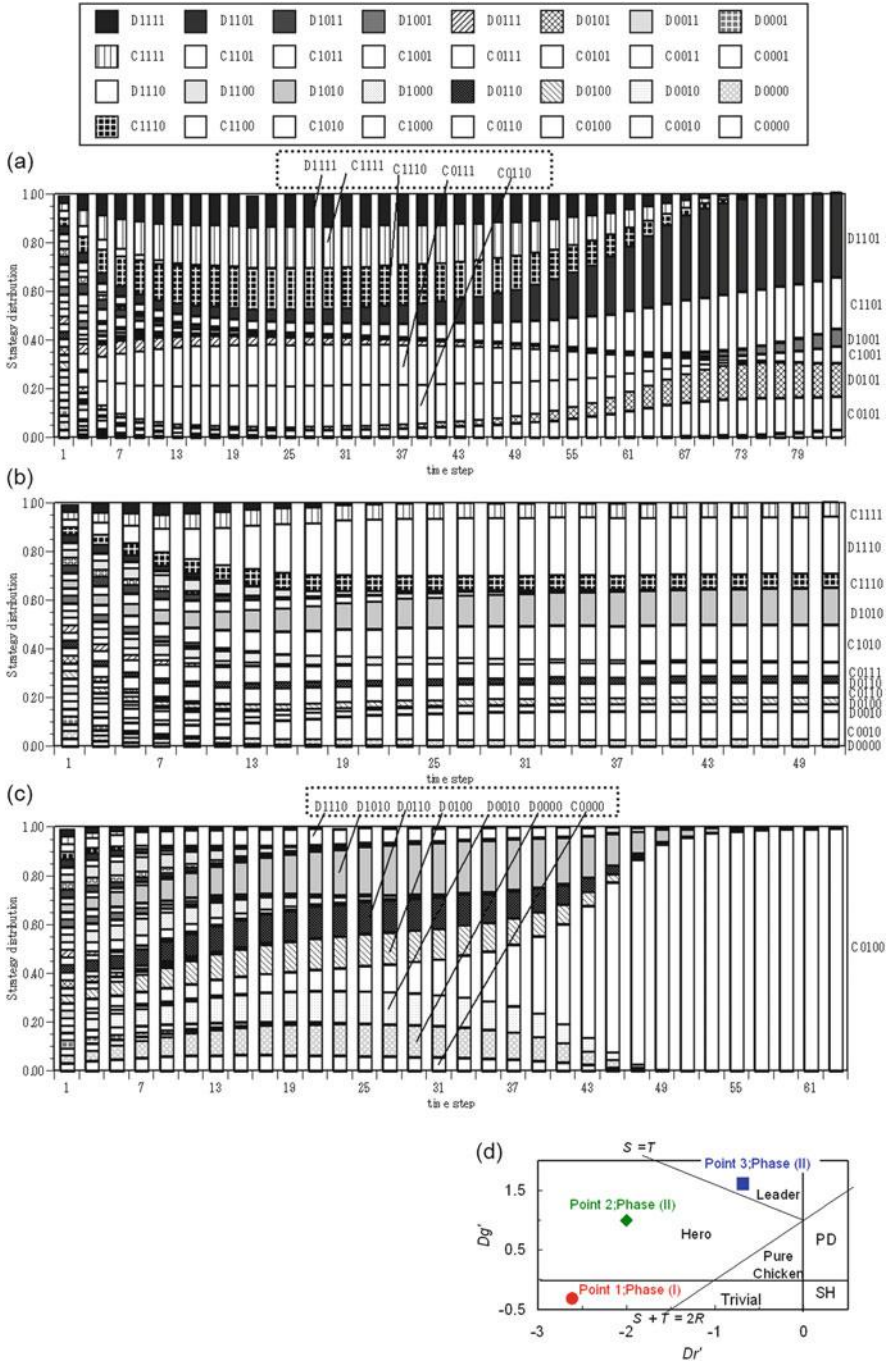 D1111 D1101 D1011 D1001 D0111 D0101 D0011 D0001
C1111 C1101 C1011 C1001 C0111 C0101 C0011 C0001
D1110 D1100 D1010 D1000 D0110 D0100 D0010 D0000
C1110 C1100 C1010 C1000 C0110 C0100 C0010 C0000
(a)
D1111 C1111 C1110 C0111 C0110
Strategy distribution
1.00
0.80
0.60
0.40
0.20
0.00
D1101
C1101
D1001
C1001
D0101
C0101
1 7 13 19 25 31 37 43 49 55 61 67 73 79
time step
(b)
Strategy distribution
1.00
0.80
0.60
0.40
0.20
0.00
C1111
D1110
C1110
D1010
C1010
C0111
D0110
C0110
D0100
D0010
C0010
D0000
1 7 13 19 25 31 37 43 49
time step
(c)
D1110 D1010 D0110 D0100 D0010 D0000 C0000
Strategy distribution
1.00
0.80
0.60
0.40
0.20
0.00
C0100
1 7 13 19 25 31 37 43 49 55 61
time step
(d)
S=T
Point 3;Phase (II)
Leader
Point 2;Phase (II)
Hero
PD
Pure
Chicken
Point 1;Phase (I)
Trivial
SH
S+T=2R
Dg'
1.5
0.5
-0.5
-3 -2 -1 0
Dr'